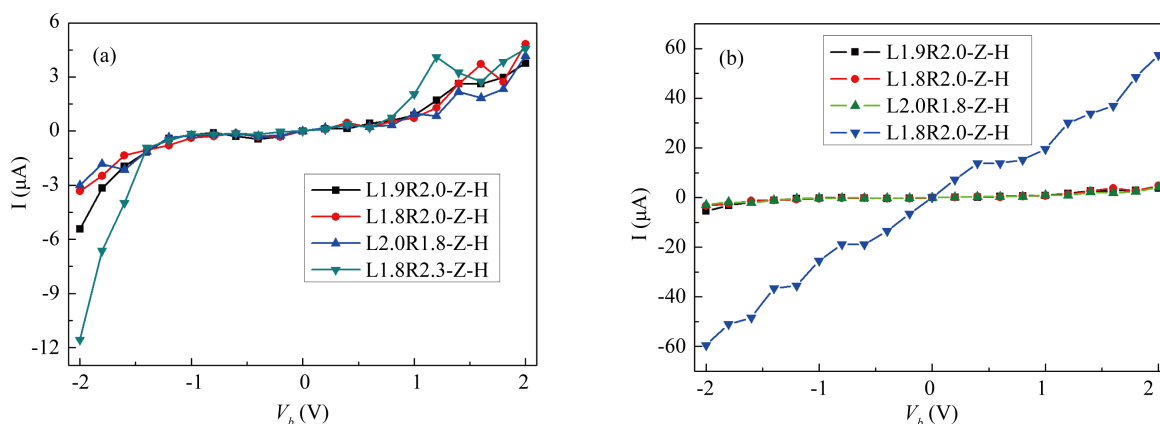 (a)
6
3
0
-3
-6
-9
-12
I (μA)
L1.9R2.0-Z-H
L1.8R2.0-Z-H
L2.0R1.8-Z-H
L1.8R2.3-Z-H
-2
-1
0
1
2
V_b (V)
(b)
60
40
20
0
-20
-40
-60
I (μA)
L1.9R2.0-Z-H
L1.8R2.0-Z-H
L2.0R1.8-Z-H
L1.8R2.0-Z-H
-2
-1
0
1
2
V_b (V)